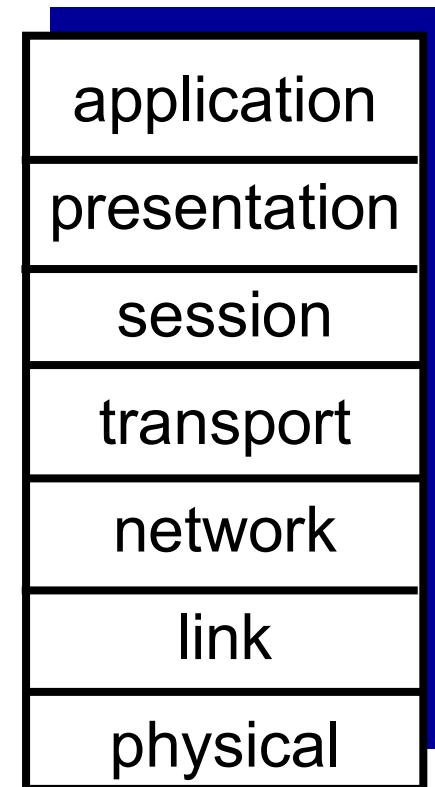 application
presentation
session
transport
network
link
physical